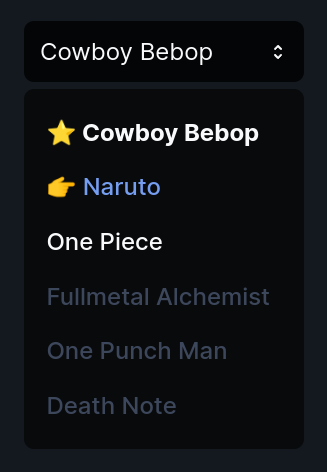 Cowboy Bebop
⭐ Cowboy Bebop
👉 Naruto
One Piece
Fullmetal Alchemist
One Punch Man
Death Note